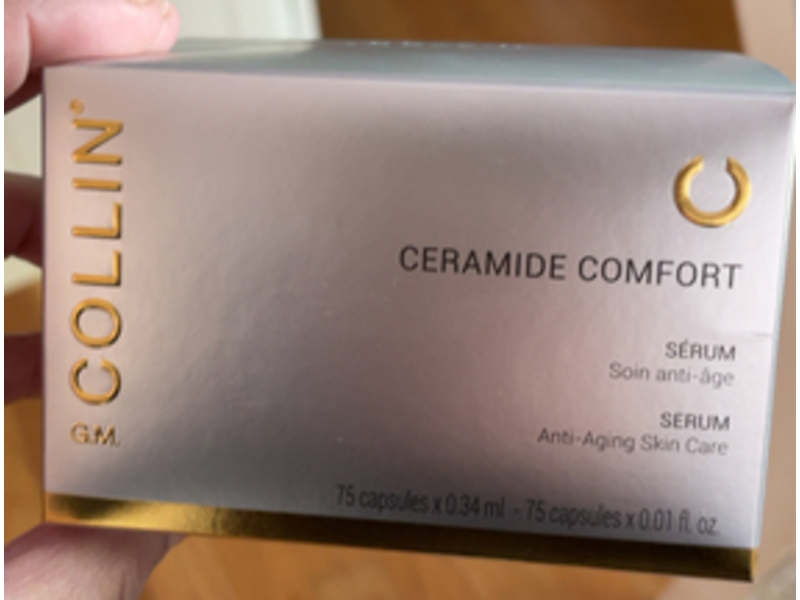 G.M. COLLIN®
CERAMIDE COMFORT
SÉRUM
Soin anti-âge
SERUM
Anti-Aging Skin Care
75 capsules x 0.34 ml - 75 capsules x 0.01 fl. oz.